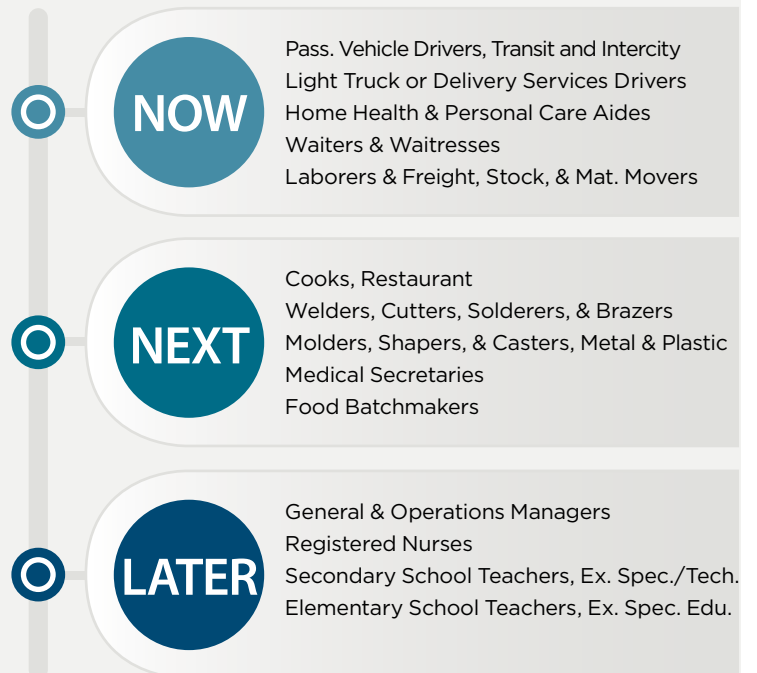 NOW
Pass. Vehicle Drivers, Transit and Intercity
Light Truck or Delivery Services Drivers
Home Health & Personal Care Aides
Waiters & Waitresses
Laborers & Freight, Stock, & Mat. Movers
NEXT
Cooks, Restaurant
Welders, Cutters, Solderers, & Brazers
Molders, Shapers, & Casters, Metal & Plastic
Medical Secretaries
Food Batchmakers
LATER
General & Operations Managers
Registered Nurses
Secondary School Teachers, Ex. Spec./Tech.
Elementary School Teachers, Ex. Spec. Edu.